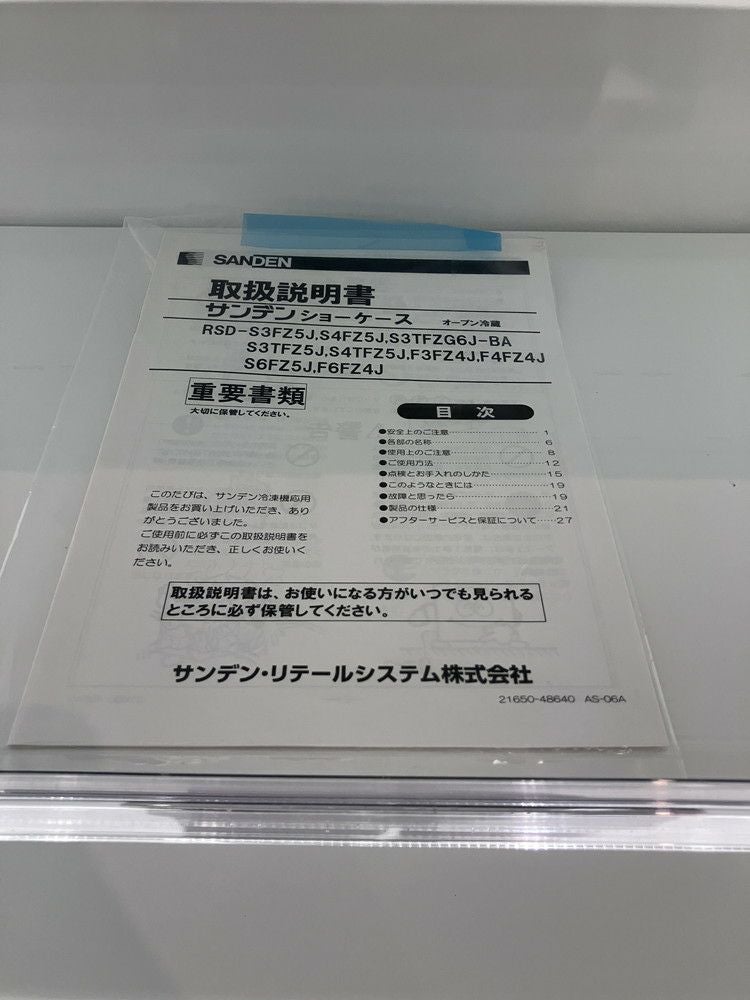 SANDEN
取扱説明書
サンデンショーケース オープン冷蔵
RSD-S3FZ5J,S4FZ5J,S3TFZG6J-BA
S3TFZ5J,S4TFZ5J,F3FZ4J,F4FZ4J
S6FZ5J,F6FZ4J
重要書類
大切に保管してください。
目次
●安全上のご注意……………………1
●各部の名称…………………………6
●使用上のご注意……………………8
●ご使用方法…………………………12
●点検とお手入れのしかた…………15
●このようなときには………………19
●故障と思ったら……………………19
●製品の仕様…………………………21
●アフターサービスと保証について……27
このたびは、サンデン冷凍機応用
製品をお買い上げいただき、あり
がとうございました。
ご使用前に必ずこの取扱説明書を
お読みいただき、正しくお使いく
ださい。
取扱説明書は、お使いになる方がいつでも見られる
ところに必ず保管してください。
サンデン・リテールシステム株式会社
21650-48640 AS-06A